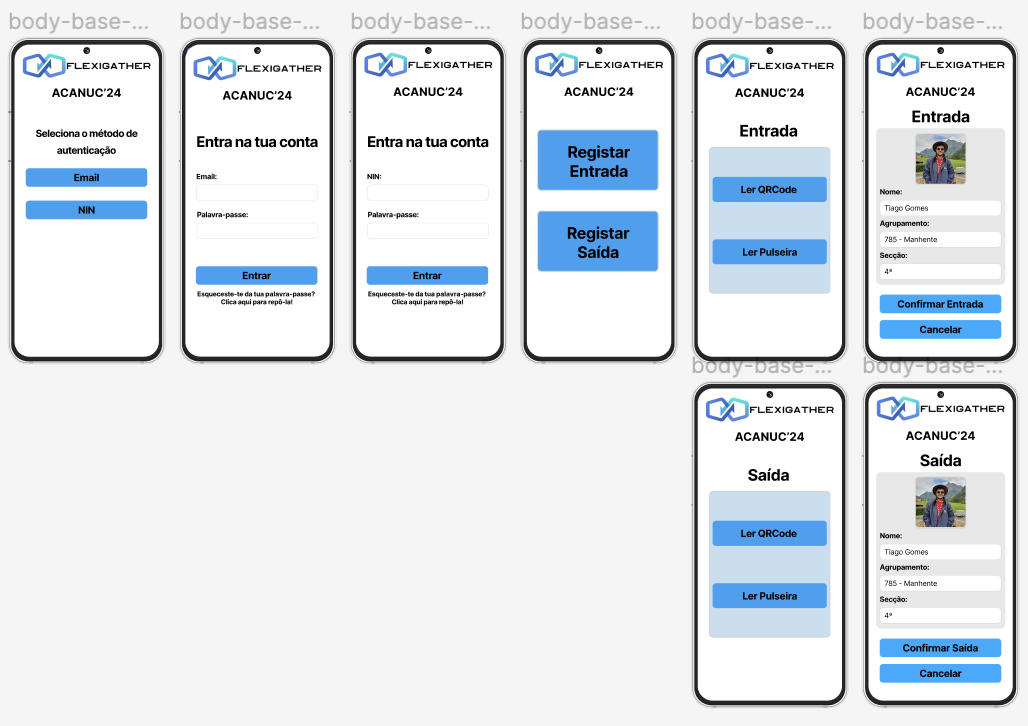 body-base-...
FLEXIGATHER
ACANUC'24
Seleciona o método de
autenticação
Email
NIN
body-base-...
FLEXIGATHER
ACANUC'24
Entra na tua conta
Email:
Palavra-passe:
Entrar
Esqueceste-te da tua palavra-passe?
Clica aqui para repô-la!
body-base-...
FLEXIGATHER
ACANUC'24
Entra na tua conta
NIN:
Palavra-passe:
Entrar
Esqueceste-te da tua palavra-passe?
Clica aqui para repô-la!
body-base-...
FLEXIGATHER
ACANUC'24
Registar
Entrada
Registar
Saída
body-base-...
FLEXIGATHER
ACANUC'24
Entrada
Ler QRCode
Ler Pulseira
body-base-...
FLEXIGATHER
ACANUC'24
Entrada
Nome:
Tiago Gomes
Agrupamento:
785 - Manhente
Secção:
4ª
Confirmar Entrada
Cancelar
body-base-...
FLEXIGATHER
ACANUC'24
Saída
Ler QRCode
Ler Pulseira
body-base-...
FLEXIGATHER
ACANUC'24
Saída
Nome:
Tiago Gomes
Agrupamento:
785 - Manhente
Secção:
4ª
Confirmar Saída
Cancelar